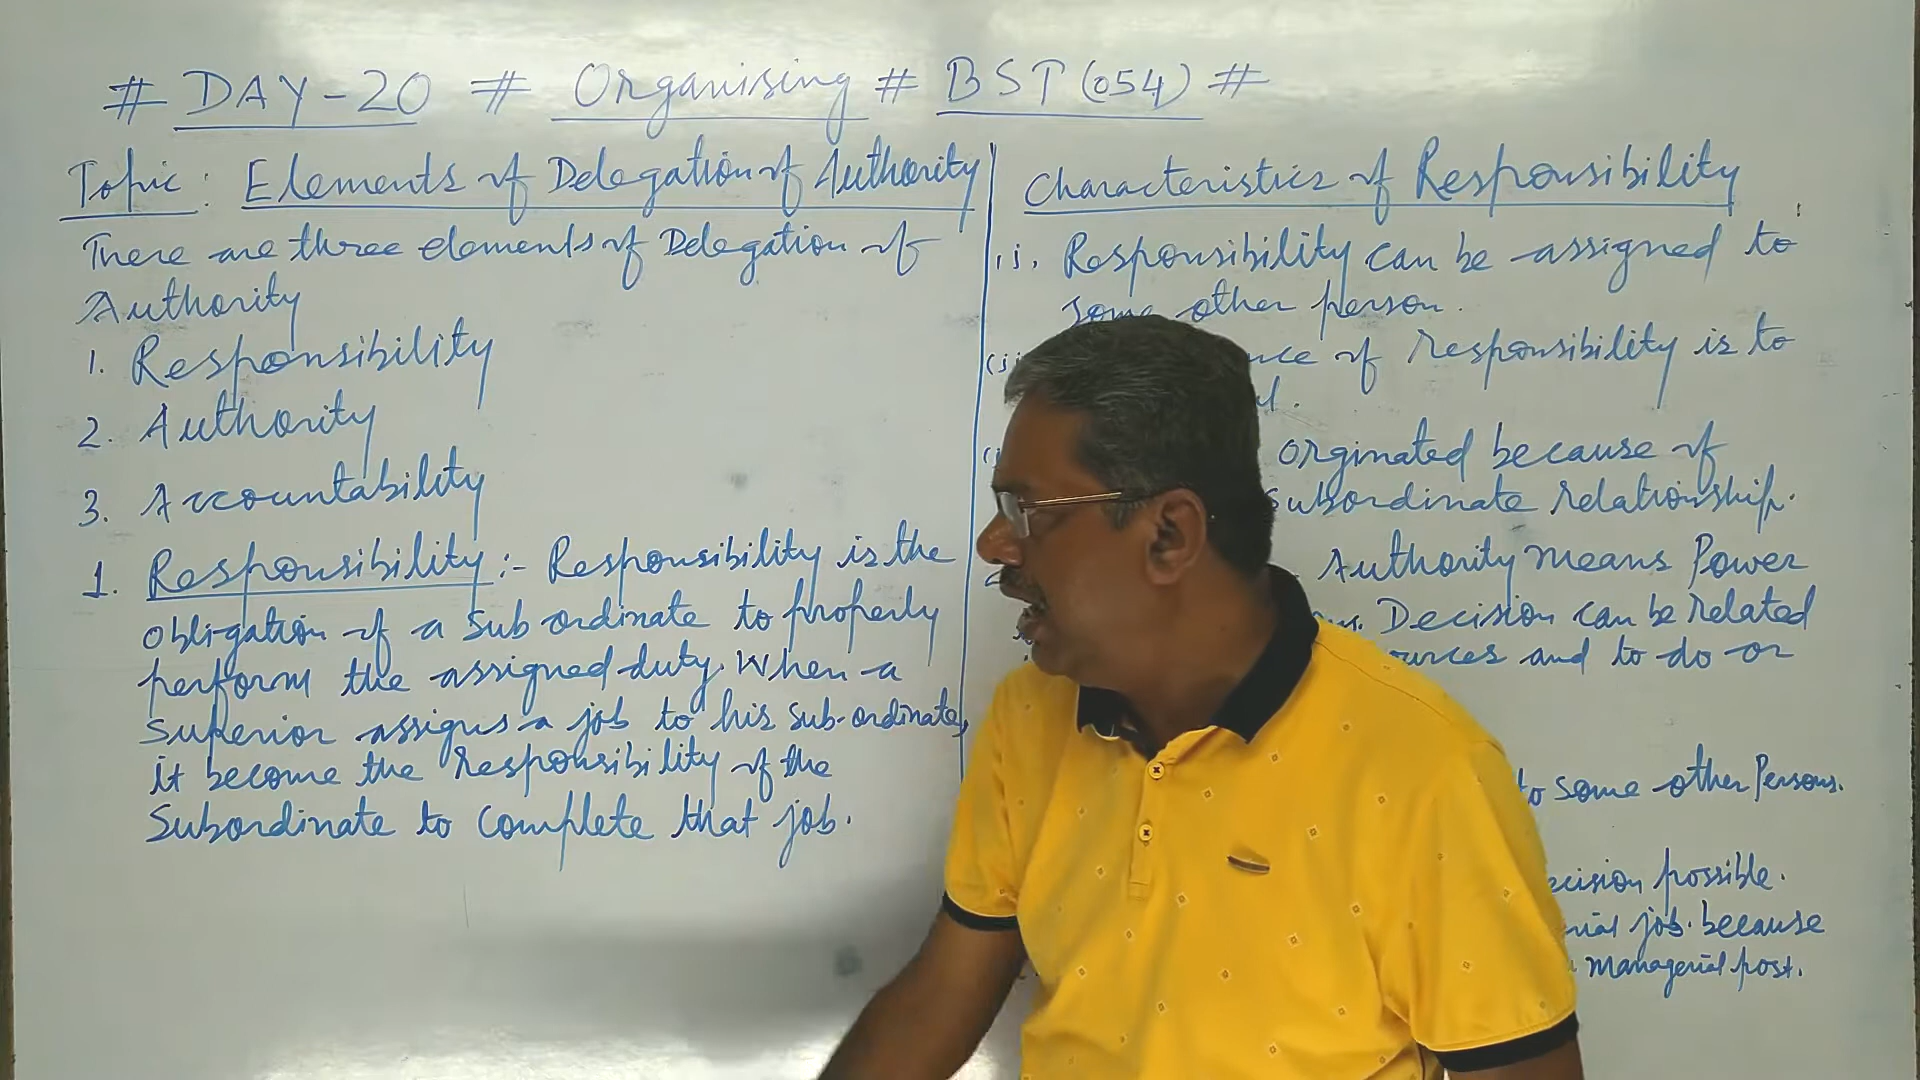 # DAY-20 # Organising # BST (054) #
Topic : Elements of Delegation of Authority
There are three elements of Delegation of
Authority
1. Responsibility
2. Authority
3. Accountability
1. Responsibility :- Responsibility is the
obligation of a Sub ordinate to properly
perform the assigned duty. When a
Superior assigns a job to his sub-ordinate,
it become the responsibility of the
Subordinate to complete that job.
Characteristics of Responsibility
(i). Responsibility can be assigned to
some other person.
of responsibility is to
Orginated because of
Subordinate relationship.
Authority means Power
Decision can be related
and to do or
to some other Persons.
possible.
job. because
managerial post.